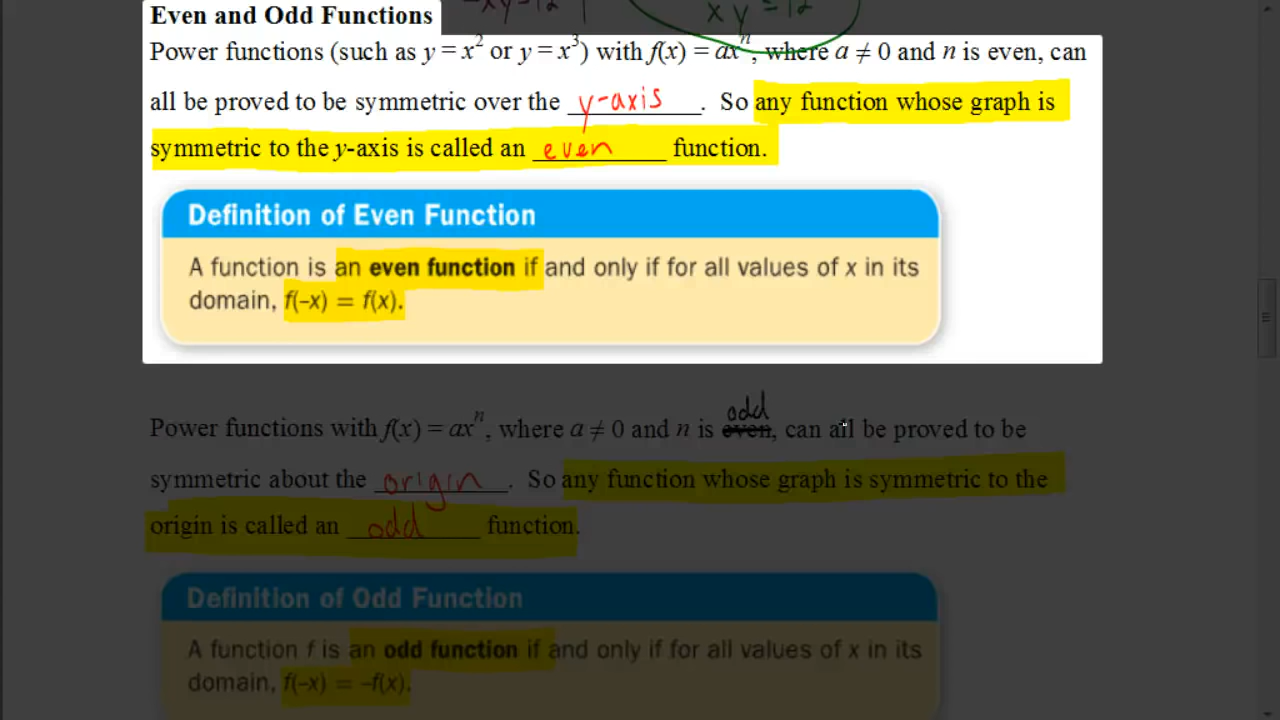 -xy=12 | xy=12
Even and Odd Functions
Power functions (such as y = x² or y = x³) with f(x) = axⁿ, where a ≠ 0 and n is even, can
all be proved to be symmetric over the y-axis. So any function whose graph is
symmetric to the y-axis is called an even function.
Definition of Even Function
A function is an even function if and only if for all values of x in its
domain, f(–x) = f(x).
odd
Power functions with f(x) = axⁿ, where a ≠ 0 and n is even, can all be proved to be
symmetric about the origin. So any function whose graph is symmetric to the
origin is called an odd function.
Definition of Odd Function
A function f is an odd function if and only if for all values of x in its
domain, f(–x) = –f(x).